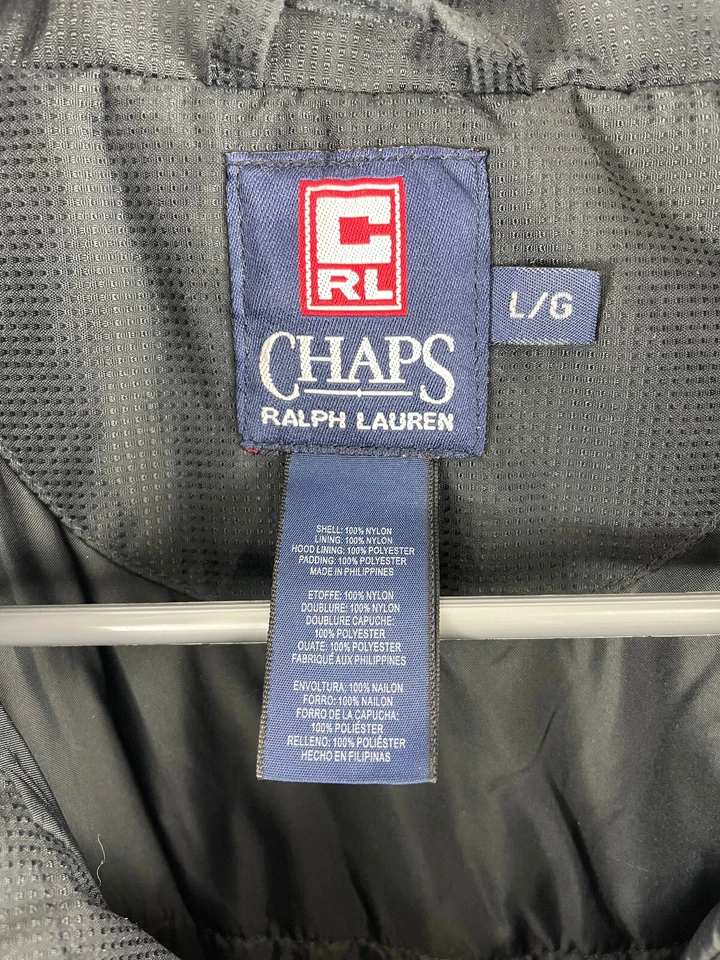 C
RL
CHAPS
RALPH LAUREN
L/G
SHELL: 100% NYLON
LINING: 100% NYLON
HOOD LINING: 100% POLYESTER
PADDING: 100% POLYESTER
MADE IN PHILIPPINES
ETOFFE: 100% NYLON
DOUBLURE: 100% NYLON
DOUBLURE CAPUCHE:
100% POLYESTER
OUATE: 100% POLYESTER
FABRIQUÉ AUX PHILIPPINES
ENVOLTURA: 100% NAILON
FORRO: 100% NAILON
FORRO DE LA CAPUCHA:
100% POLIÉSTER
RELLENO: 100% POLIÉSTER
HECHO EN FILIPINAS